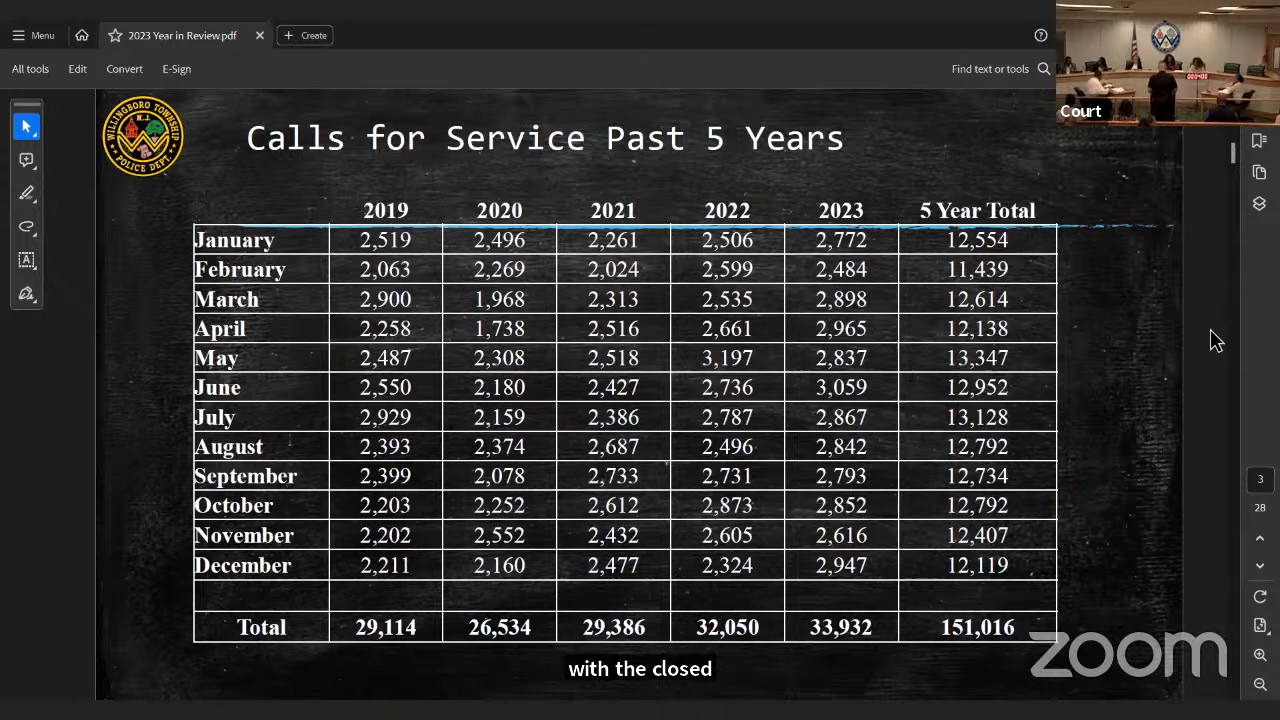 Menu
2023 Year in Review.pdf
Create
All tools
Edit
Convert
E-Sign
Find text or tools
Court
WILLINGBORO TOWNSHIP
N.J.
POLICE DEPT.
Calls for Service Past 5 Years
2019 2020 2021 2022 2023 5 Year Total
January 2,519 2,496 2,261 2,506 2,772 12,554
February 2,063 2,269 2,024 2,599 2,484 11,439
March 2,900 1,968 2,313 2,535 2,898 12,614
April 2,258 1,738 2,516 2,661 2,965 12,138
May 2,487 2,308 2,518 3,197 2,837 13,347
June 2,550 2,180 2,427 2,736 3,059 12,952
July 2,929 2,159 2,386 2,787 2,867 13,128
August 2,393 2,374 2,687 2,496 2,842 12,792
September 2,399 2,078 2,733 2,731 2,793 12,734
October 2,203 2,252 2,612 2,873 2,852 12,792
November 2,202 2,552 2,432 2,605 2,616 12,407
December 2,211 2,160 2,477 2,324 2,947 12,119
Total 29,114 26,534 29,386 32,050 33,932 151,016
3
28
with the closed
zoom